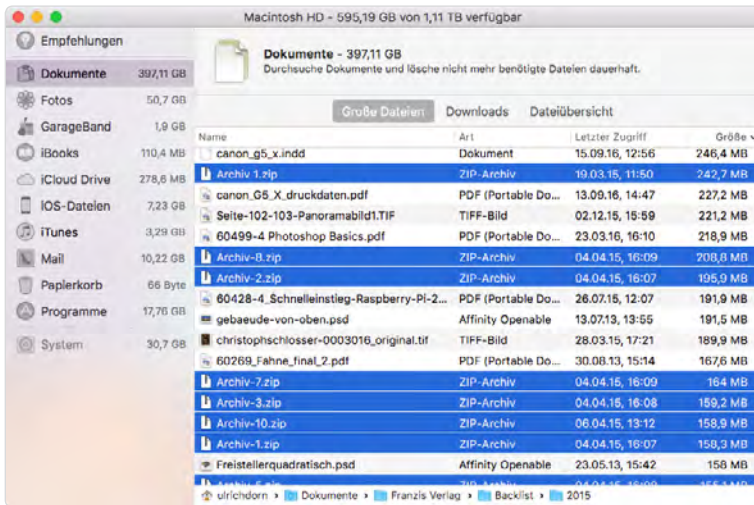 Macintosh HD - 595,19 GB von 1,11 TB verfügbar
Empfehlungen
Dokumente 397,11 GB
Fotos 50,7 GB
GarageBand 1,9 GB
iBooks 110,4 MB
iCloud Drive 278,6 MB
iOS-Dateien 7,23 GB
iTunes 3,29 GB
Mail 10,22 GB
Papierkorb 66 Byte
Programme 17,76 GB
System 30,7 GB
Dokumente - 397,11 GB
Durchsuche Dokumente und lösche nicht mehr benötigte Dateien dauerhaft.
Große Dateien Downloads Dateiübersicht
Name Art Letzter Zugriff Größe
canon_g5_x.indd Dokument 15.09.16, 12:56 246,4 MB
Archiv 1.zip ZIP-Archiv 19.03.15, 11:50 242,7 MB
canon_G5_X_druckdaten.pdf PDF (Portable Do... 13.09.16, 14:47 227,2 MB
Seite-102-103-Panoramabild1.TIF TIFF-Bild 02.12.15, 15:59 221,2 MB
60499-4 Photoshop Basics.pdf PDF (Portable Do... 23.03.16, 16:10 218,9 MB
Archiv-8.zip ZIP-Archiv 04.04.15, 16:09 208,8 MB
Archiv-2.zip ZIP-Archiv 04.04.15, 16:07 195,9 MB
60428-4_Schnelleinstieg-Raspberry-Pi-2... PDF (Portable Do... 26.07.15, 12:07 191,9 MB
gebaeude-von-oben.psd Affinity Openable 13.07.13, 13:55 191,5 MB
christophschlosser-0003016_original.tif TIFF-Bild 28.03.15, 17:21 189,9 MB
60269_Fahne_final_2.pdf PDF (Portable Do... 30.08.13, 15:14 167,6 MB
Archiv-7.zip ZIP-Archiv 04.04.15, 16:09 164 MB
Archiv-3.zip ZIP-Archiv 04.04.15, 16:08 159,2 MB
Archiv-10.zip ZIP-Archiv 06.04.15, 13:12 158,9 MB
Archiv-1.zip ZIP-Archiv 04.04.15, 16:07 158,3 MB
Freistellerquadratisch.psd Affinity Openable 23.05.13, 15:42 158 MB
ulrichdorn Dokumente Franzis Verlag Backlist 2015